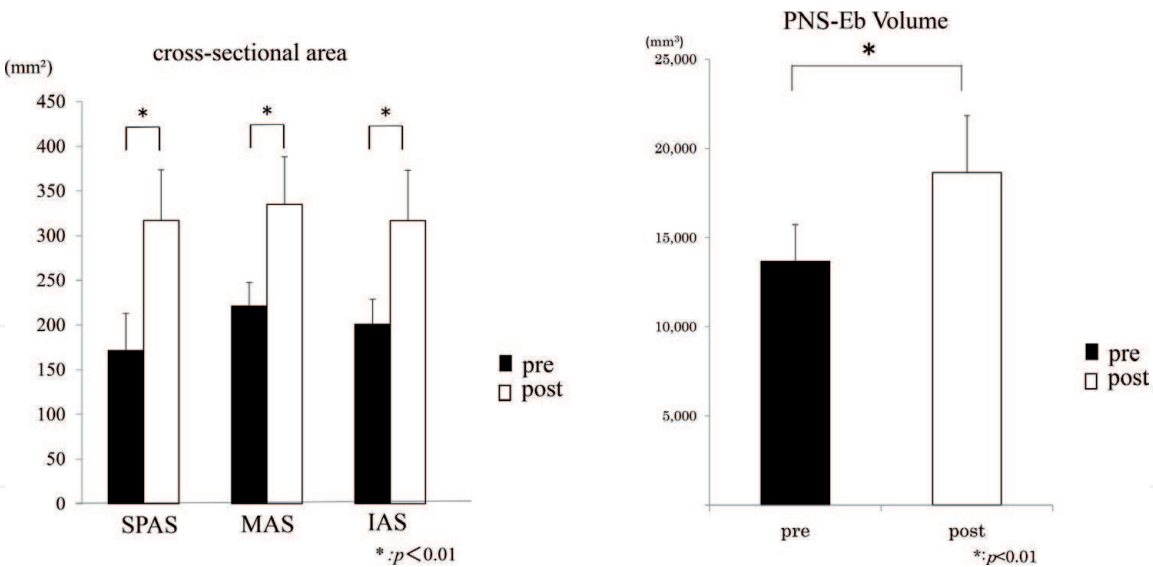 cross-sectional area
(mm²)
450
400
350
300
250
200
150
100
50
0
*
*
*
SPAS MAS IAS
pre
post
* :p<0.01
PNS-Eb Volume
(mm³)
25,000
20,000
15,000
10,000
5,000
*
pre post
pre
post
*:p<0.01